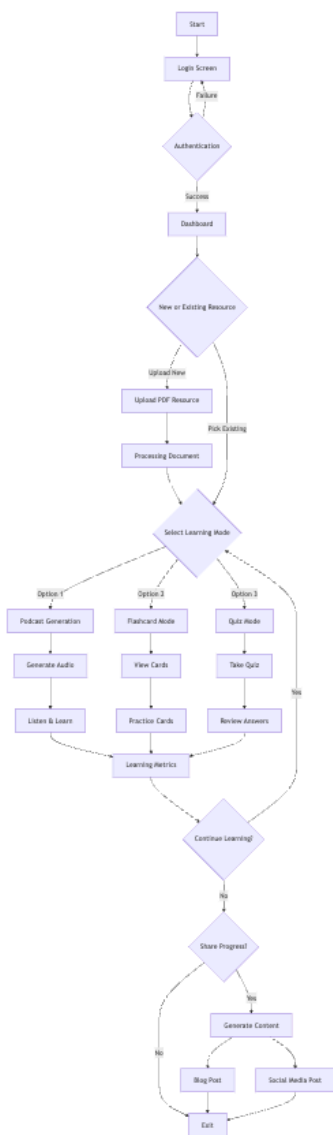 Start
Login Screen
Failure
Authentication
Success
Dashboard
New or Existing Resource
Upload New
Upload PDF Resource
Pick Existing
Processing Document
Select Learning Mode
Option 1
Option 2
Option 3
Podcast Generation
Flashcard Mode
Quiz Mode
Generate Audio
View Cards
Take Quiz
Yes
Listen & Learn
Practice Cards
Review Answers
Learning Metrics
Continue Learning?
No
Share Progress?
Yes
Generate Content
No
Blog Post
Social Media Post
Exit